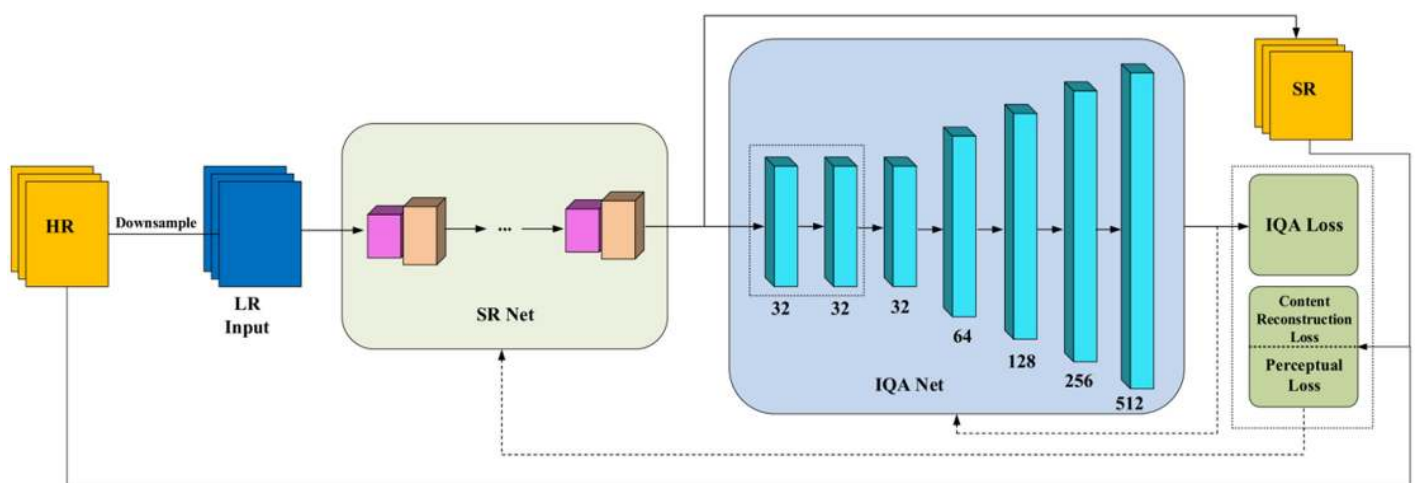 HR
Downsample
LR
Input
...
SR Net
32
32
32
64
128
256
512
IQA Net
SR
IQA Loss
Content
Reconstruction
Loss
Perceptual
Loss